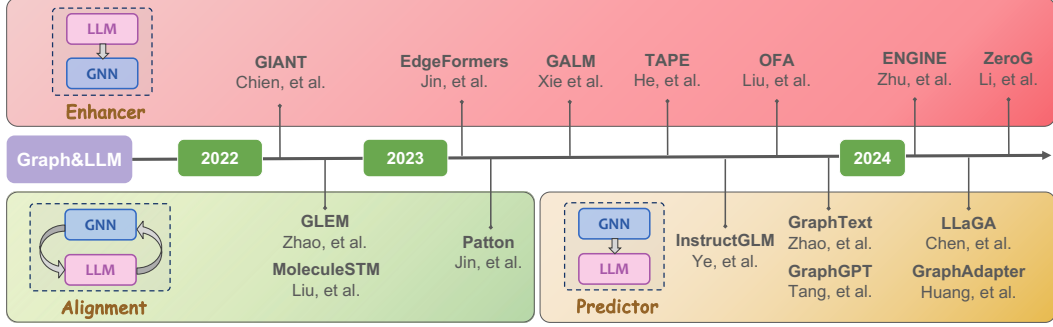 LLM
GNN
Enhancer
GIANT
Chien, et al.
EdgeFormers
Jin, et al.
GALM
Xie et al.
TAPE
He, et al.
OFA
Liu, et al.
ENGINE
Zhu, et al.
ZeroG
Li, et al.
Graph&LLM
2022
2023
2024
GNN
LLM
Alignment
GLEM
Zhao, et al.
MoleculeSTM
Liu, et al.
Patton
Jin, et al.
GNN
LLM
Predictor
InstructGLM
Ye, et al.
GraphText
Zhao, et al.
GraphGPT
Tang, et al.
LLaGA
Chen, et al.
GraphAdapter
Huang, et al.